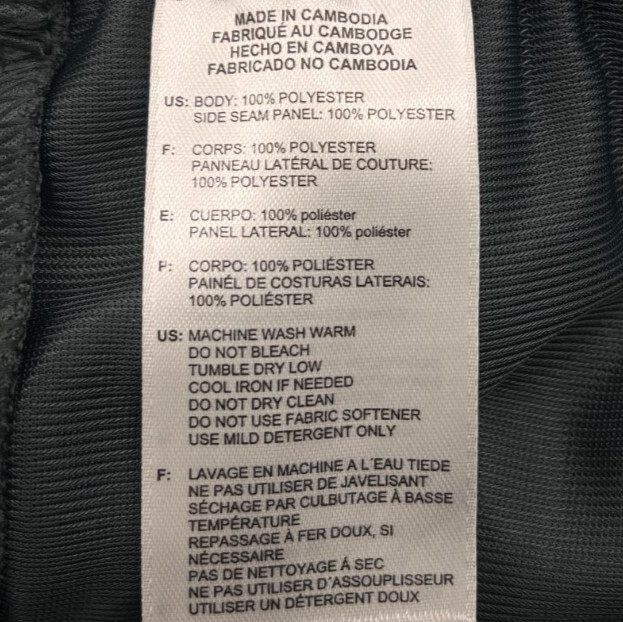 MADE IN CAMBODIA
FABRIQUÉ AU CAMBODGE
HECHO EN CAMBOYA
FABRICADO NO CAMBODIA
US: BODY: 100% POLYESTER
SIDE SEAM PANEL: 100% POLYESTER
F: CORPS: 100% POLYESTER
PANNEAU LATÉRAL DE COUTURE:
100% POLYESTER
E: CUERPO: 100% poliéster
PANEL LATERAL: 100% poliéster
P: CORPO: 100% POLIÉSTER
PAINÉL DE COSTURAS LATERAIS:
100% POLIÉSTER
US: MACHINE WASH WARM
DO NOT BLEACH
TUMBLE DRY LOW
COOL IRON IF NEEDED
DO NOT DRY CLEAN
DO NOT USE FABRIC SOFTENER
USE MILD DETERGENT ONLY
F: LAVAGE EN MACHINE A L'EAU TIEDE
NE PAS UTILISER DE JAVELISANT
SÉCHAGE PAR CULBUTAGE À BASSE
TEMPÉRATURE
REPASSAGE À FER DOUX, SI
NÉCESSAIRE
PAS DE NETTOYAGE Á SEC
NE PAS UTILISER D'ASSOUPLISSEUR
UTILISER UN DÉTERGENT DOUX